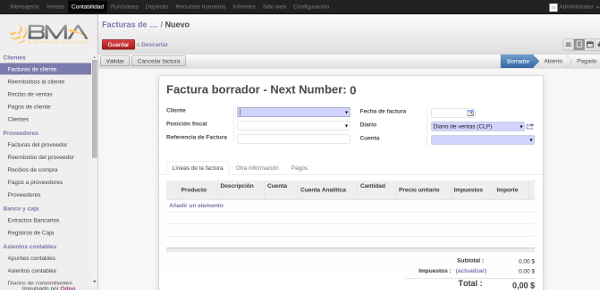 Mensajería Ventas Contabilidad Purchases Depósito Recursos humanos Informes Sitio web Configuración Administrator
BMA
Facturas de ... / Nuevo
Guardar o Descartar
Validar Cancelar factura Borrador Abierto Pagado
Clientes
Facturas de cliente
Reembolsos al cliente
Recibo de ventas
Pagos de cliente
Clientes
Proveedores
Facturas del proveedor
Reembolso del proveedor
Recibos de compra
Pagos a proveedores
Proveedores
Banco y caja
Extractos Bancarios
Registros de Caja
Asientos contables
Apuntes contables
Asientos contables
Diarios de comprobantes
Impulsado por Odoo
Factura borrador - Next Number: 0
Cliente Fecha de factura
Posición fiscal Diario Diario de ventas (CLP)
Referencia de Factura Cuenta
Líneas de la factura Otra información Pagos
Producto Descripción Cuenta Cuenta Analítica Cantidad Precio unitario Impuestos Importe
Añadir un elemento
Subtotal : 0,00 $
Impuestos : (actualizar) 0,00 $
Total : 0,00 $